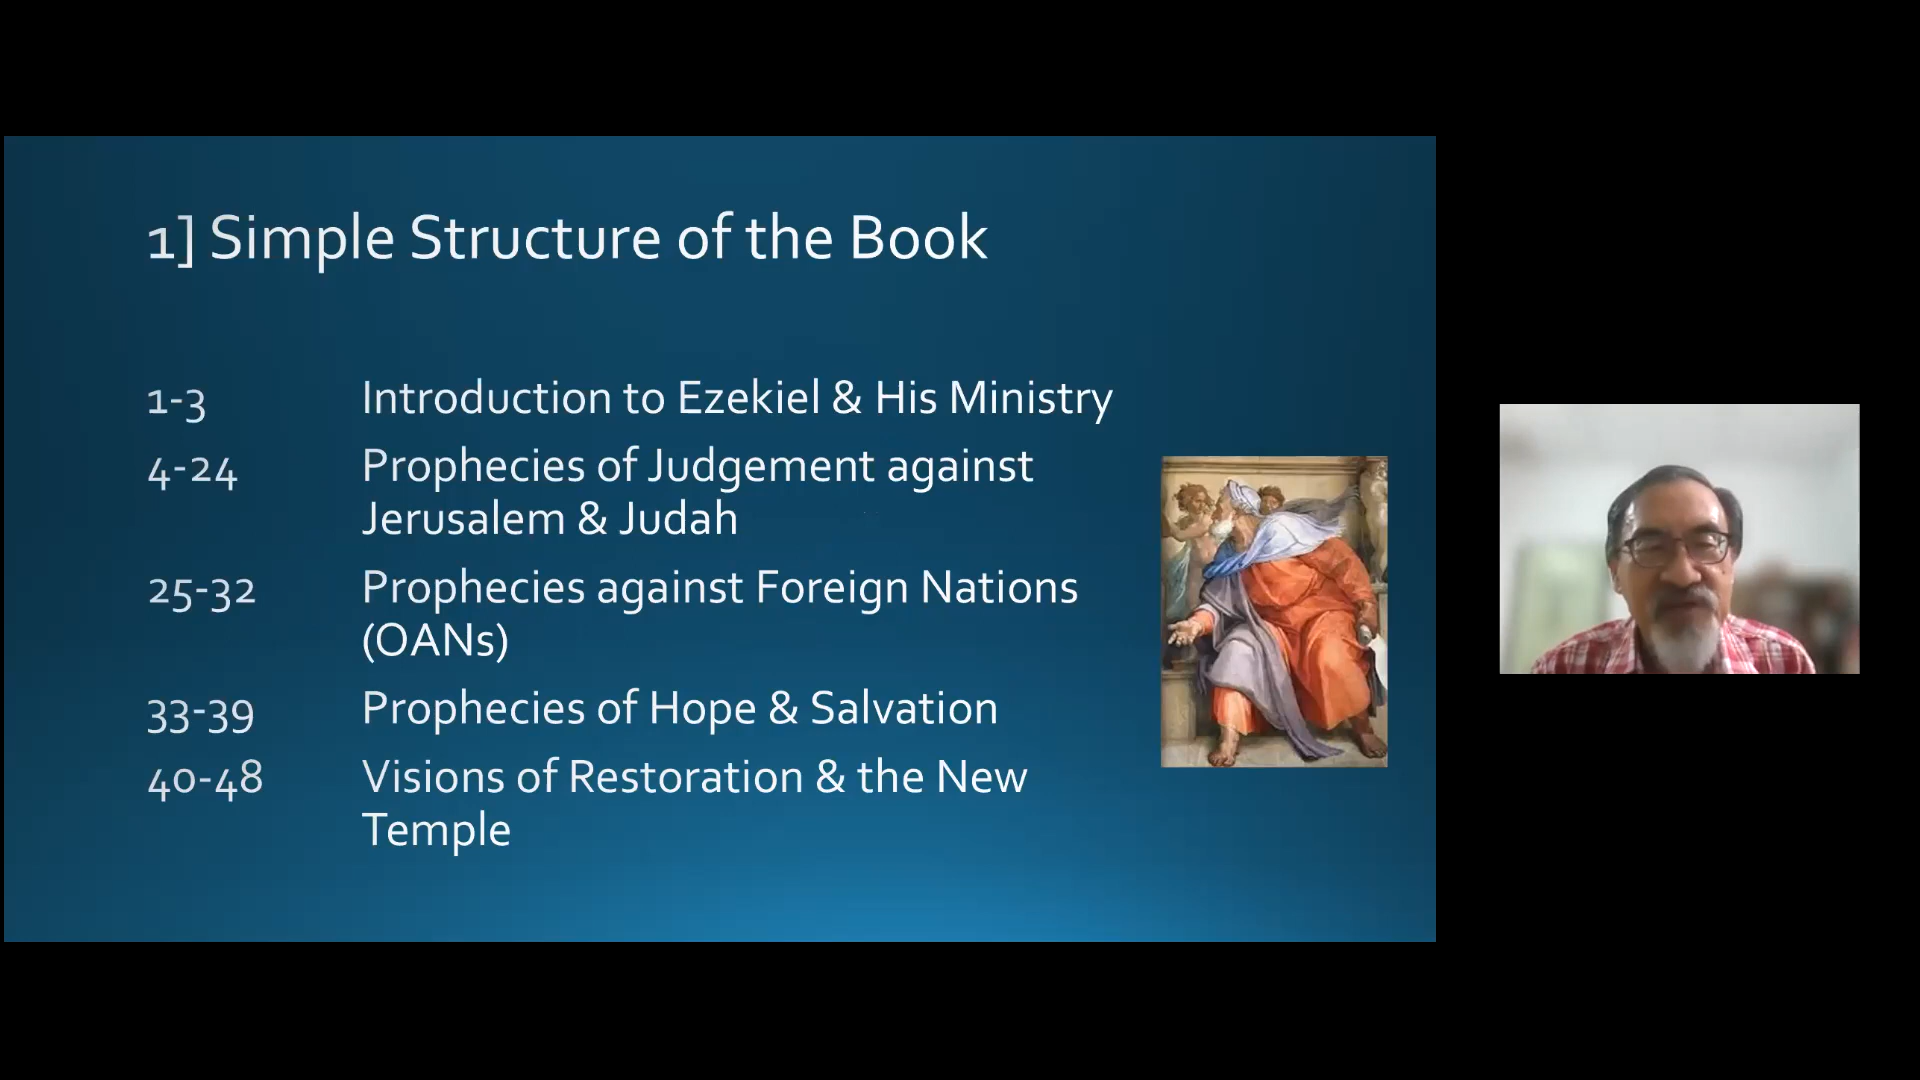 1] Simple Structure of the Book
1-3 Introduction to Ezekiel & His Ministry
4-24 Prophecies of Judgement against
Jerusalem & Judah
25-32 Prophecies against Foreign Nations
(OANs)
33-39 Prophecies of Hope & Salvation
40-48 Visions of Restoration & the New
Temple